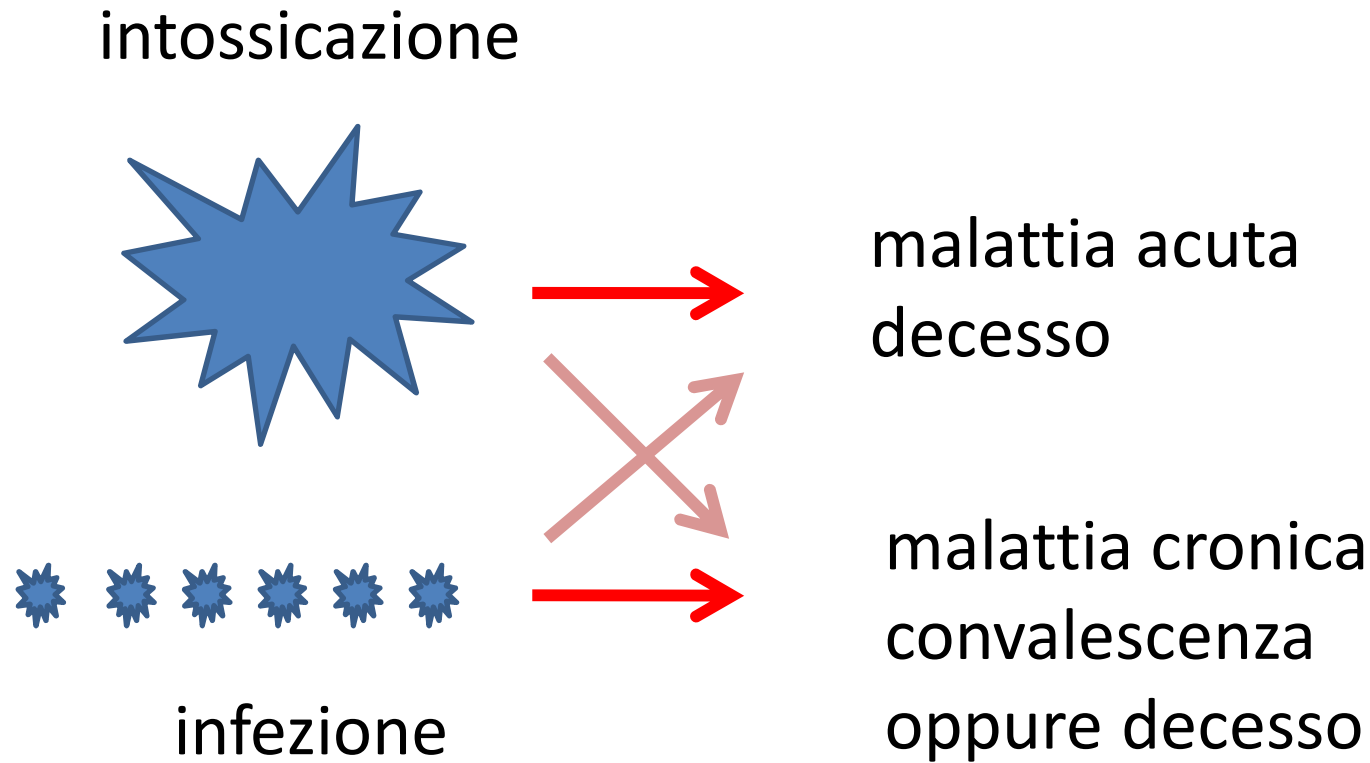 intossicazione
malattia acuta
decesso
malattia cronica
convalescenza
oppure decesso
infezione